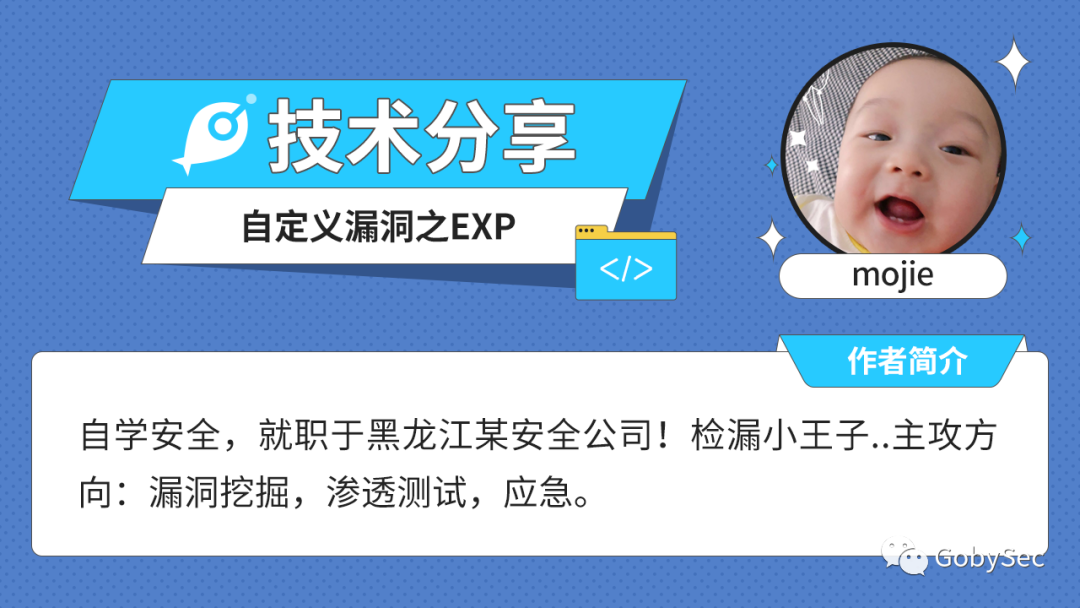 技术分享
自定义漏洞之EXP
</>
mojie
作者简介
自学安全，就职于黑龙江某安全公司！检漏小王子..主攻方
向：漏洞挖掘，渗透测试，应急。
GobySec